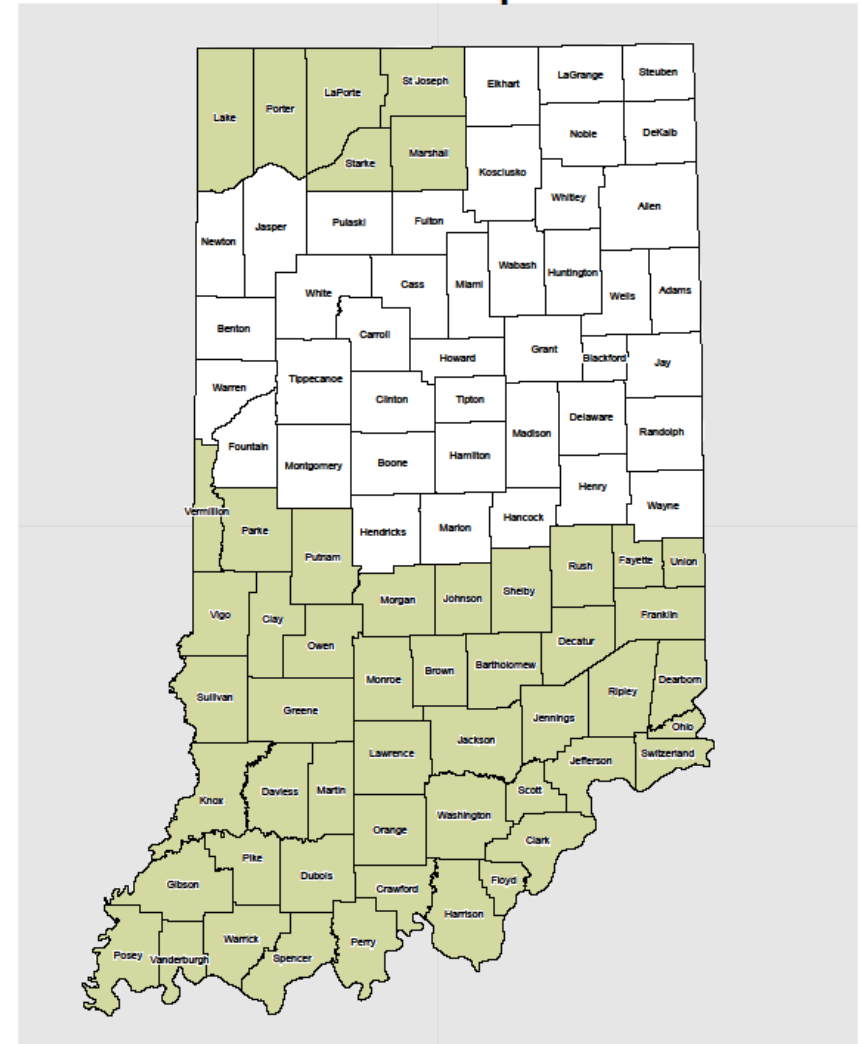 Lake
Porter
LaPorte
St Joseph
Elkhart
LaGrange
Steuben
Starke
Marshall
Kosciusko
Noble
DeKalb
Newton
Jasper
Pulaski
Fulton
Whitley
Allen
White
Cass
Miami
Wabash
Huntington
Wells
Adams
Benton
Carroll
Howard
Grant
Blackford
Jay
Warren
Tippecanoe
Clinton
Tipton
Madison
Delaware
Randolph
Fountain
Montgomery
Boone
Hamilton
Henry
Wayne
Vermillion
Parke
Putnam
Hendricks
Marion
Hancock
Rush
Fayette
Union
Vigo
Clay
Owen
Morgan
Johnson
Shelby
Franklin
Sullivan
Greene
Monroe
Brown
Bartholomew
Decatur
Ripley
Dearborn
Jennings
Ohio
Knox
Daviess
Martin
Lawrence
Jackson
Jefferson
Switzerland
Scott
Orange
Washington
Clark
Pike
Gibson
Dubois
Crawford
Floyd
Harrison
Posey
Vanderburgh
Warrick
Spencer
Perry